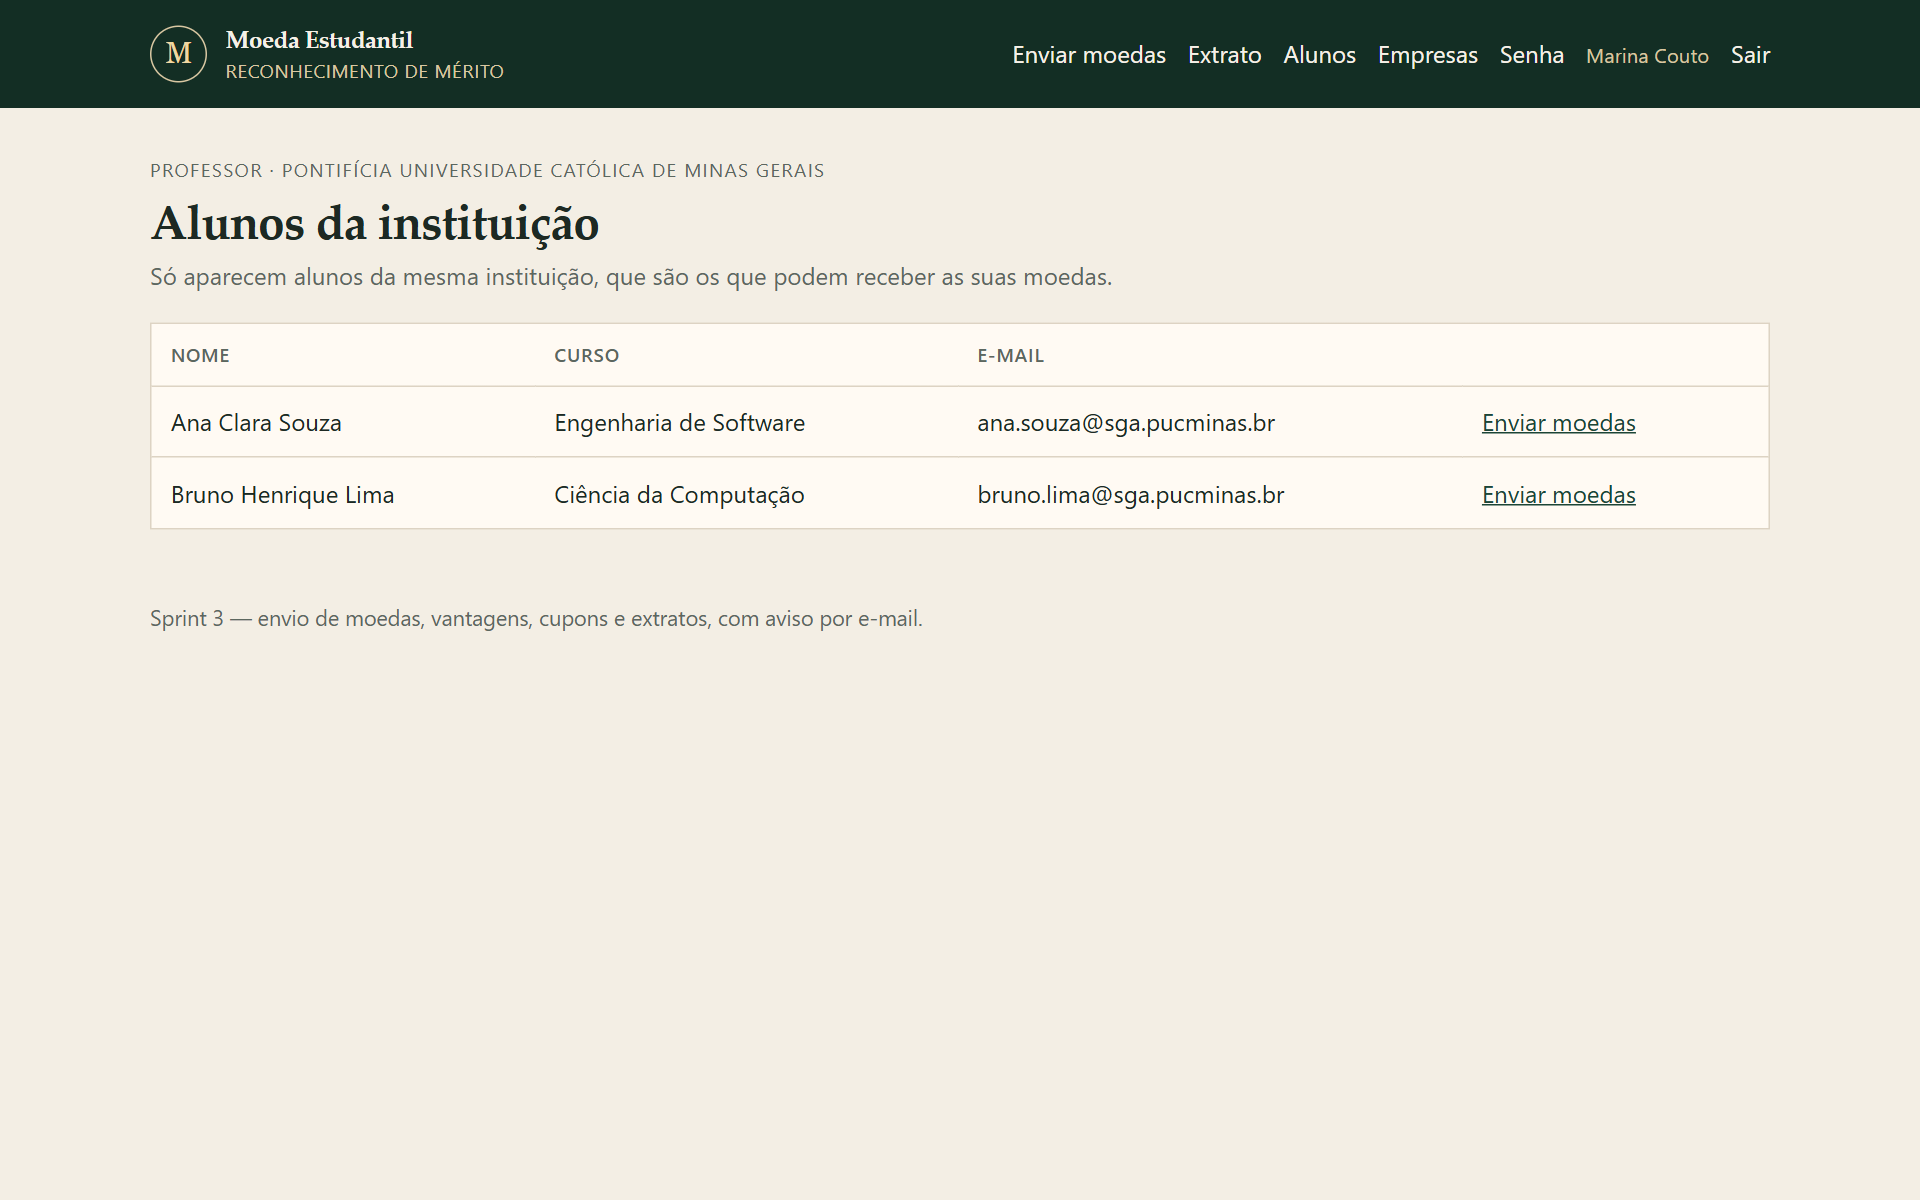 M
Moeda Estudantil
RECONHECIMENTO DE MÉRITO
Enviar moedas Extrato Alunos Empresas Senha Marina Couto Sair
PROFESSOR · PONTIFÍCIA UNIVERSIDADE CATÓLICA DE MINAS GERAIS
Alunos da instituição
Só aparecem alunos da mesma instituição, que são os que podem receber as suas moedas.
NOME CURSO E-MAIL
Ana Clara Souza Engenharia de Software ana.souza@sga.pucminas.br Enviar moedas
Bruno Henrique Lima Ciência da Computação bruno.lima@sga.pucminas.br Enviar moedas
Sprint 3 — envio de moedas, vantagens, cupons e extratos, com aviso por e-mail.